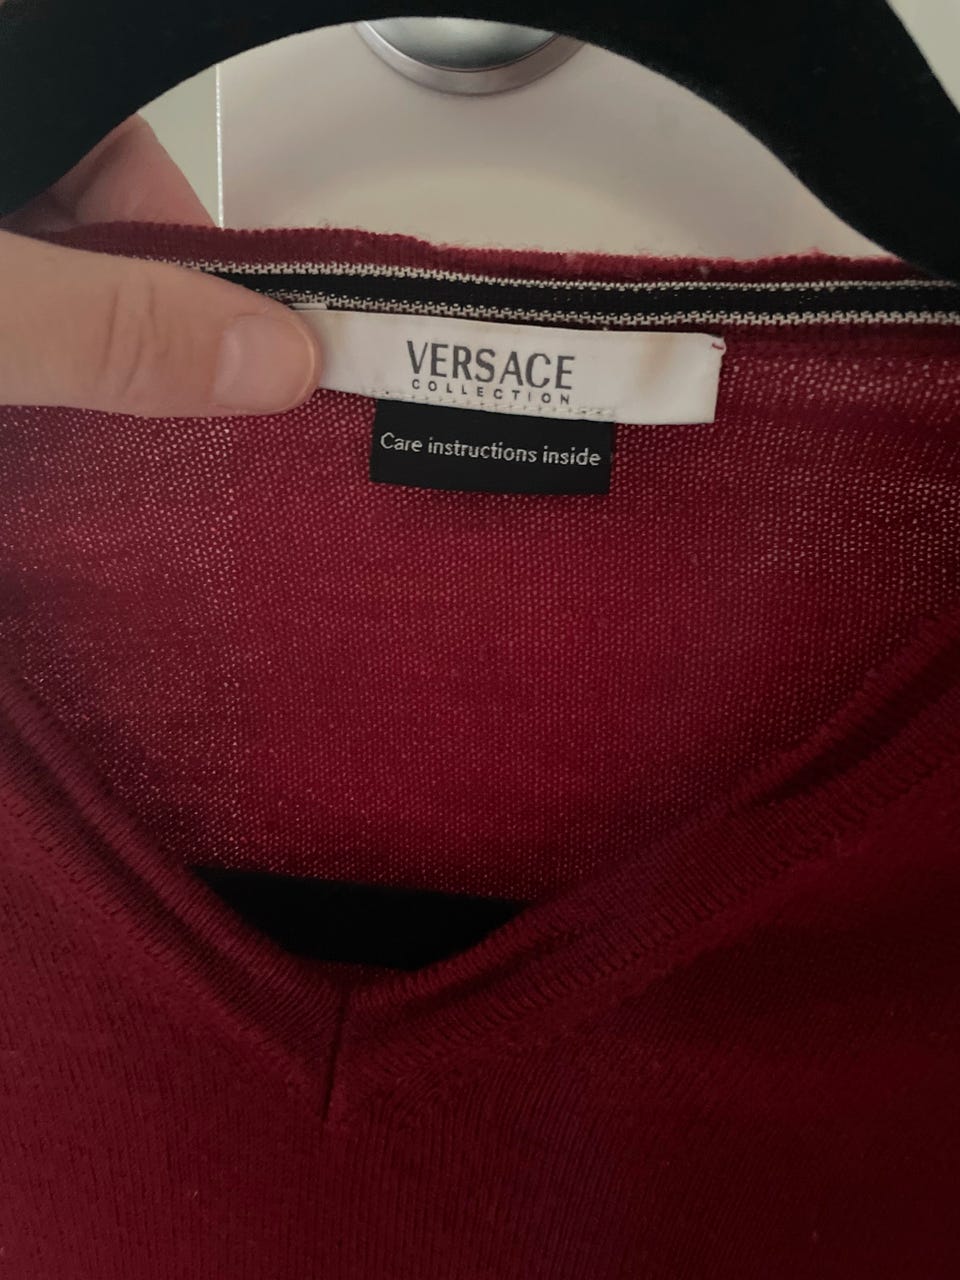 VERSACE
COLLECTION
Care instructions inside